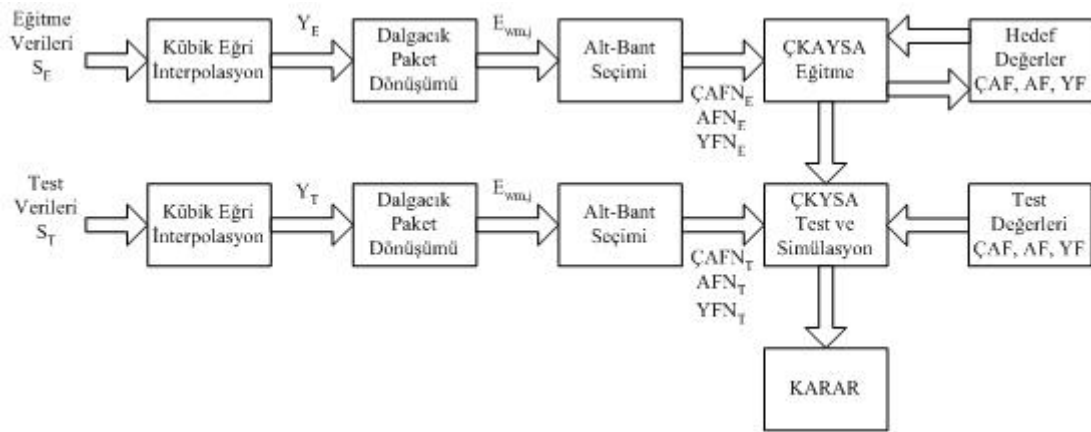 Eğitme
Verileri
S_E
Kübik Eğri
İnterpolasyon
Y_E
Dalgacık
Paket
Dönüşümü
E_wm,j
Alt-Bant
Seçimi
ÇAFN_E
AFN_E
YFN_E
ÇKAYSA
Eğitme
Hedef
Değerler
ÇAF, AF, YF
Test
Verileri
S_T
Kübik Eğri
İnterpolasyon
Y_T
Dalgacık
Paket
Dönüşümü
E_wm,j
Alt-Bant
Seçimi
ÇAFN_T
AFN_T
YFN_T
ÇKYSA
Test ve
Simülasyon
Test
Değerleri
ÇAF, AF, YF
KARAR